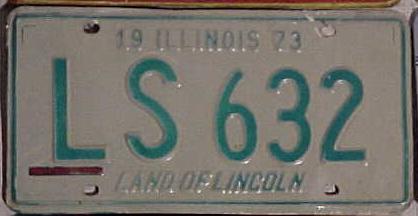 19 ILLINOIS 73
LS 632
LAND OF LINCOLN